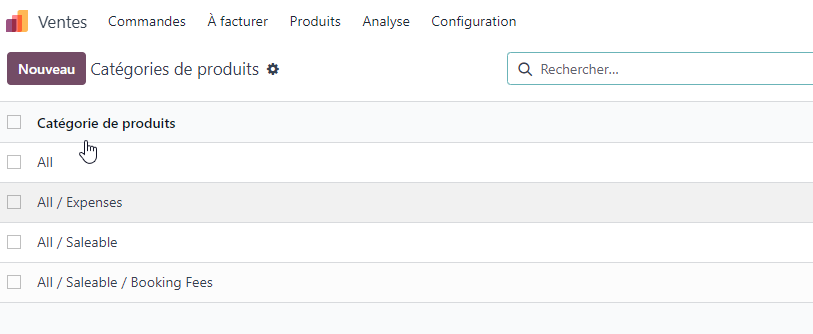 Ventes Commandes À facturer Produits Analyse Configuration
Nouveau Catégories de produits Rechercher...
Catégorie de produits
All
All / Expenses
All / Saleable
All / Saleable / Booking Fees